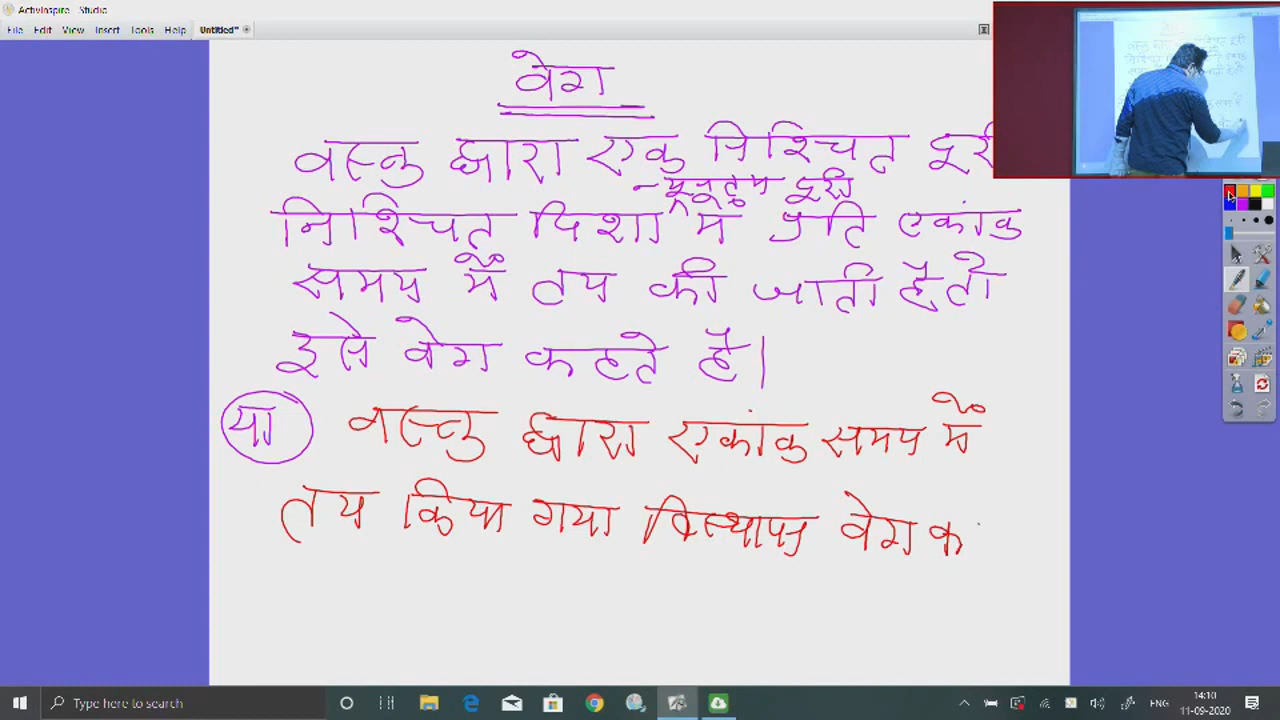 ActivInspire - Studio
File Edit View Insert Tools Help Untitled*
वेग
वस्तु द्वारा एक निश्चित दूरी
न्यूनतम दूरी
निश्चित दिशा में प्रति एकांक
समय में तय की जाती है तो
इसे वेग कहते है।
या वस्तु द्वारा एकांक समय में
तय किया गया विस्थापन वेग क
Type here to search
ENG 14:10
11-09-2020